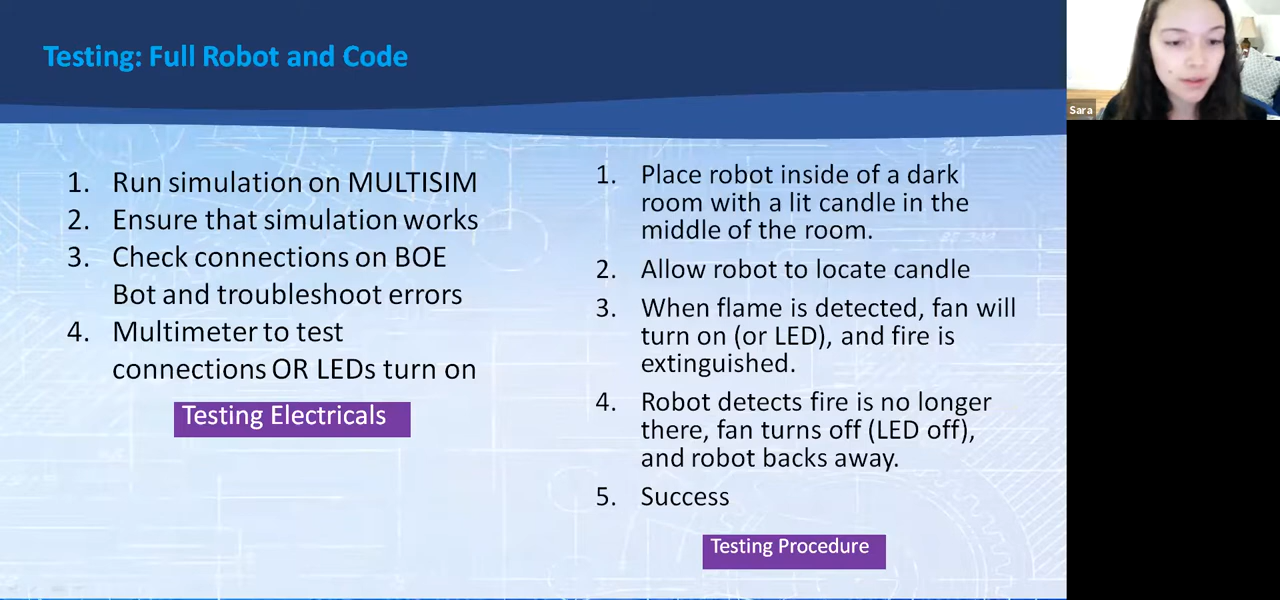 Testing: Full Robot and Code
Sara
1. Run simulation on MULTISIM
2. Ensure that simulation works
3. Check connections on BOE
Bot and troubleshoot errors
4. Multimeter to test
connections OR LEDs turn on
Testing Electricals
1. Place robot inside of a dark
room with a lit candle in the
middle of the room.
2. Allow robot to locate candle
3. When flame is detected, fan will
turn on (or LED), and fire is
extinguished.
4. Robot detects fire is no longer
there, fan turns off (LED off),
and robot backs away.
5. Success
Testing Procedure